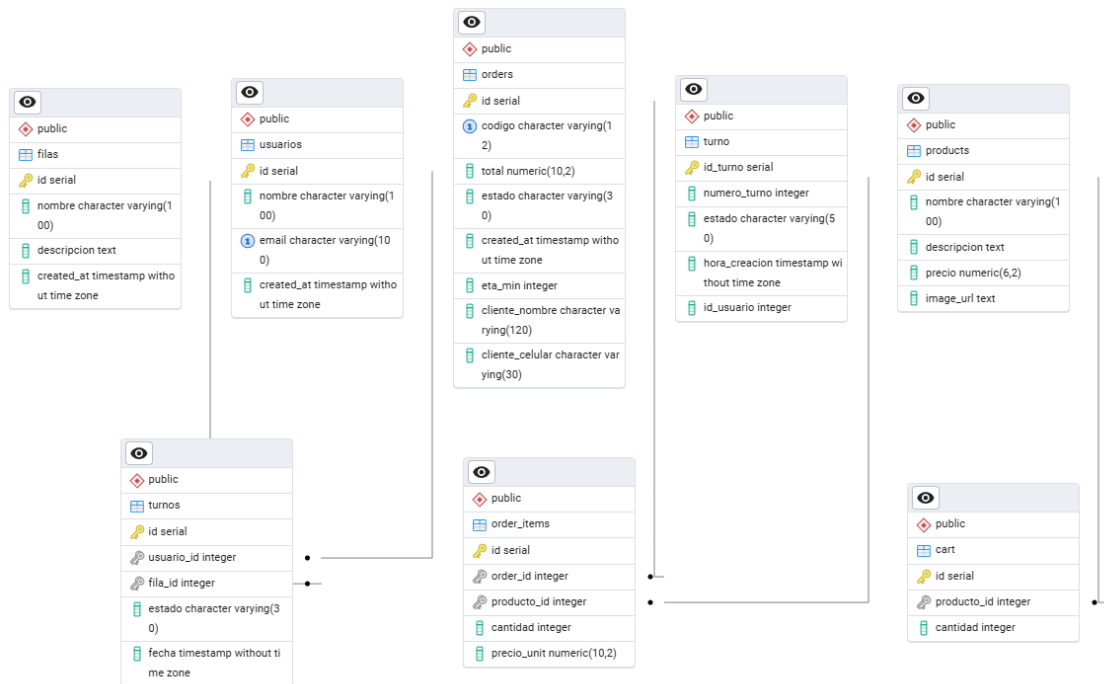 public
filas
id serial
nombre character varying(1
00)
descripcion text
created_at timestamp witho
ut time zone
public
usuarios
id serial
nombre character varying(1
00)
1 email character varying(10
0)
created_at timestamp witho
ut time zone
public
orders
id serial
1 codigo character varying(1
2)
total numeric(10,2)
estado character varying(3
0)
created_at timestamp witho
ut time zone
eta_min integer
cliente_nombre character va
rying(120)
cliente_celular character var
ying(30)
public
turno
id_turno serial
numero_turno integer
estado character varying(5
0)
hora_creacion timestamp wi
thout time zone
id_usuario integer
public
products
id serial
nombre character varying(1
00)
descripcion text
precio numeric(6,2)
image_url text
public
turnos
id serial
usuario_id integer
fila_id integer
estado character varying(3
0)
fecha timestamp without ti
me zone
public
order_items
id serial
order_id integer
producto_id integer
cantidad integer
precio_unit numeric(10,2)
public
cart
id serial
producto_id integer
cantidad integer